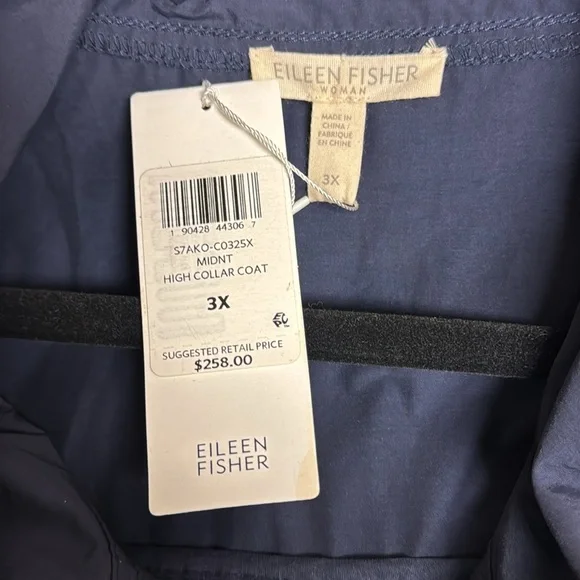 EILEEN FISHER
WOMAN
MADE IN
CHINA /
FABRIQUÉ
EN CHINE
3X
1 90428 44306 7
S7AKO-C0325X
MIDNT
HIGH COLLAR COAT
3X
SUGGESTED RETAIL PRICE
$258.00
EILEEN
FISHER